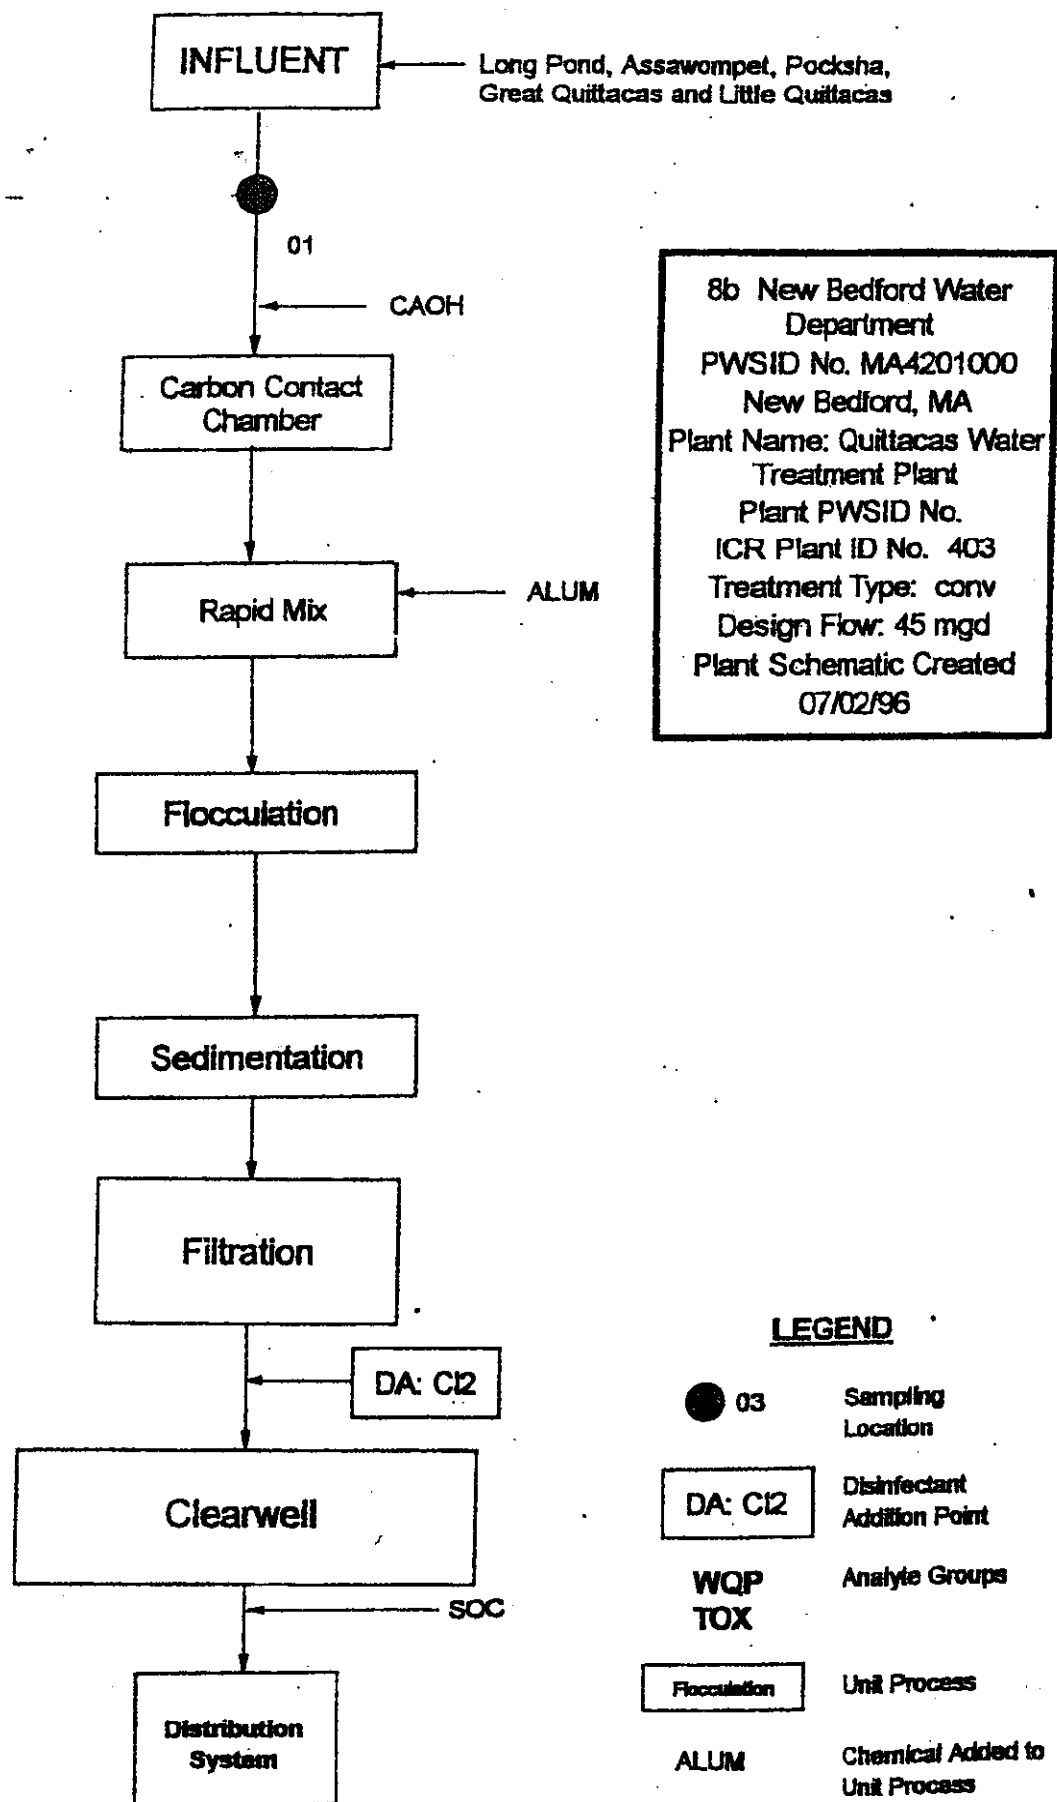 INFLUENT
Long Pond, Assawompet, Pocksha,
Great Quittacas and Little Quittacas
01
CAOH
Carbon Contact
Chamber
Rapid Mix
ALUM
Flocculation
Sedimentation
Filtration
DA: Cl2
Clearwell
SOC
Distribution
System
8b New Bedford Water
Department
PWSID No. MA4201000
New Bedford, MA
Plant Name: Quittacas Water
Treatment Plant
Plant PWSID No.
ICR Plant ID No. 403
Treatment Type: conv
Design Flow: 45 mgd
Plant Schematic Created
07/02/96
LEGEND
03 Sampling
Location
DA: Cl2 Disinfectant
Addition Point
WQP Analyte Groups
TOX
Flocculation Unit Process
ALUM Chemical Added to
Unit Process